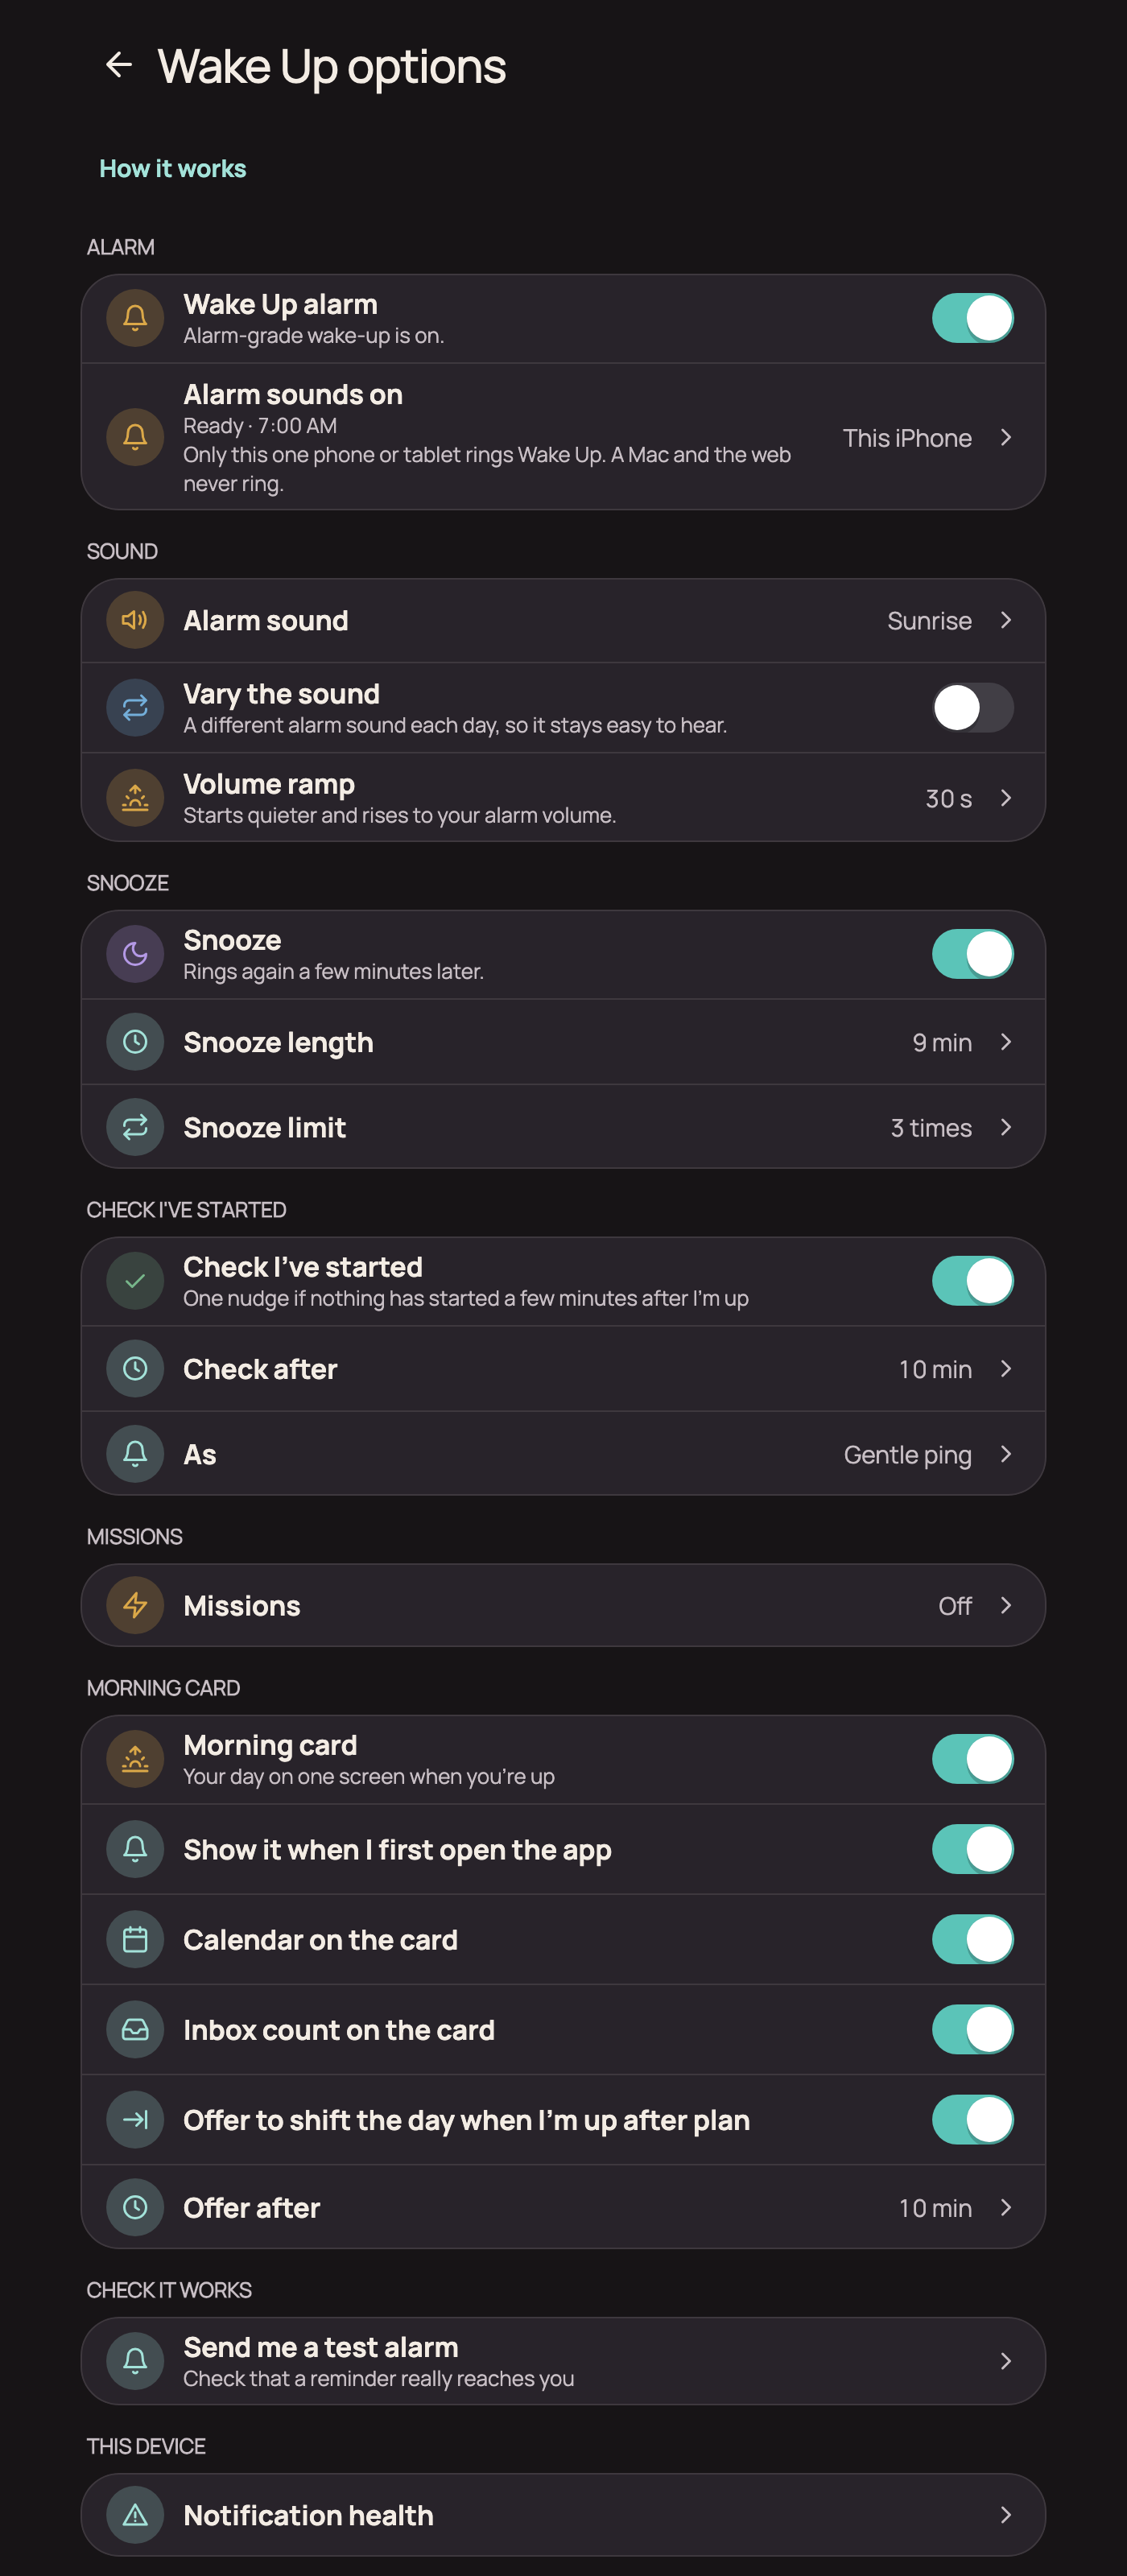 Wake Up options
How it works
ALARM
Wake Up alarm
Alarm-grade wake-up is on.
Alarm sounds on
Ready · 7:00 AM
Only this one phone or tablet rings Wake Up. A Mac and the web
never ring.
This iPhone
SOUND
Alarm sound
Sunrise
Vary the sound
A different alarm sound each day, so it stays easy to hear.
Volume ramp
Starts quieter and rises to your alarm volume.
30 s
SNOOZE
Snooze
Rings again a few minutes later.
Snooze length
9 min
Snooze limit
3 times
CHECK I'VE STARTED
Check I’ve started
One nudge if nothing has started a few minutes after I’m up
Check after
10 min
As
Gentle ping
MISSIONS
Missions
Off
MORNING CARD
Morning card
Your day on one screen when you’re up
Show it when I first open the app
Calendar on the card
Inbox count on the card
Offer to shift the day when I’m up after plan
Offer after
10 min
CHECK IT WORKS
Send me a test alarm
Check that a reminder really reaches you
THIS DEVICE
Notification health